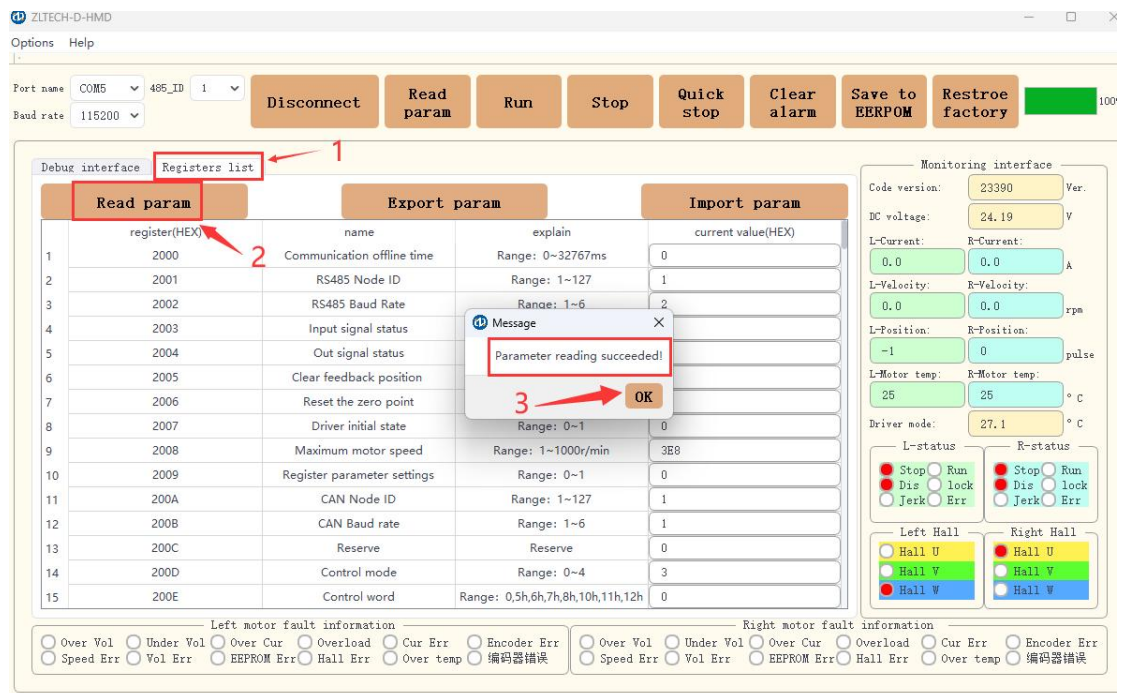 ZLTECH-D-HMD
Options Help
Port name COM5 485_ID 1
Baud rate 115200
Disconnect
Read param
Run
Stop
Quick stop
Clear alarm
Save to EERPOM
Restroe factory
100%
1
Debug interface Registers list
Read param Export param Import param
2
register(HEX) name explain current value(HEX)
1 2000 Communication offline time Range: 0~32767ms 0
2 2001 RS485 Node ID Range: 1~127 1
3 2002 RS485 Baud Rate Range: 1~6 2
4 2003 Input signal status
5 2004 Out signal status
6 2005 Clear feedback position
7 2006 Reset the zero point
8 2007 Driver initial state Range: 0~1 0
9 2008 Maximum motor speed Range: 1~1000r/min 3E8
10 2009 Register parameter settings Range: 0~1 0
11 200A CAN Node ID Range: 1~127 1
12 200B CAN Baud rate Range: 1~6 1
13 200C Reserve Reserve 0
14 200D Control mode Range: 0~4 3
15 200E Control word Range: 0,5h,6h,7h,8h,10h,11h,12h 0
Message
Parameter reading succeeded!
3
OK
Monitoring interface
Code version: 23390 Ver.
DC voltage: 24.19 V
L-Current: R-Current:
0.0 0.0 A
L-Velocity: R-Velocity:
0.0 0.0 rpm
L-Position: R-Position:
-1 0 pulse
L-Motor temp: R-Motor temp:
25 25 ° C
Driver mode: 27.1 ° C
L-status R-status
Stop Run Stop Run
Dis lock Dis lock
Jerk Err Jerk Err
Left Hall Right Hall
Hall U Hall U
Hall V Hall V
Hall W Hall W
Left motor fault information
Over Vol Under Vol Over Cur Overload Cur Err Encoder Err
Speed Err Vol Err EEPROM Err Hall Err Over temp 编码器错误
Right motor fault information
Over Vol Under Vol Over Cur Overload Cur Err Encoder Err
Speed Err Vol Err EEPROM Err Hall Err Over temp 编码器错误